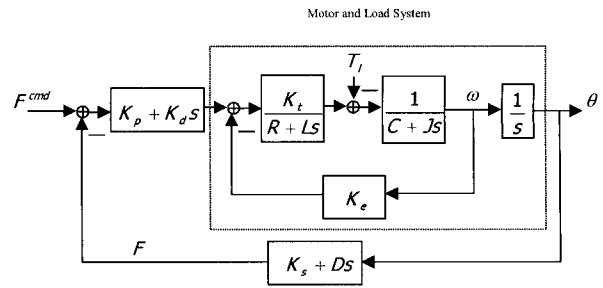 Motor and Load System
T_l
F^cmd
K_p + K_d s
K_t
R + Ls
1
C + Js
ω
1
s
θ
K_e
F
K_s + Ds